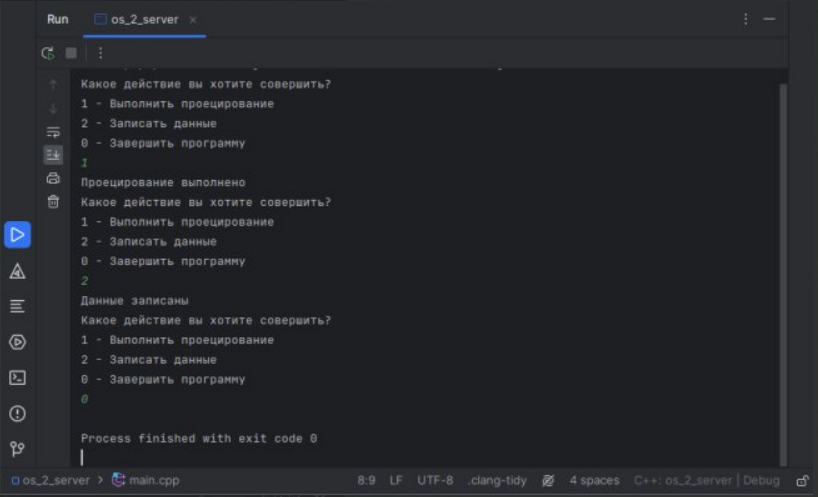 Run os_2_server
Какое действие вы хотите совершить?
1 - Выполнить проецирование
2 - Записать данные
0 - Завершить программу
1
Проецирование выполнено
Какое действие вы хотите совершить?
1 - Выполнить проецирование
2 - Записать данные
0 - Завершить программу
2
Данные записаны
Какое действие вы хотите совершить?
1 - Выполнить проецирование
2 - Записать данные
0 - Завершить программу
0
Process finished with exit code 0
os_2_server > main.cpp 8:9 LF UTF-8 .clang-tidy 4 spaces C++: os_2_server | Debug